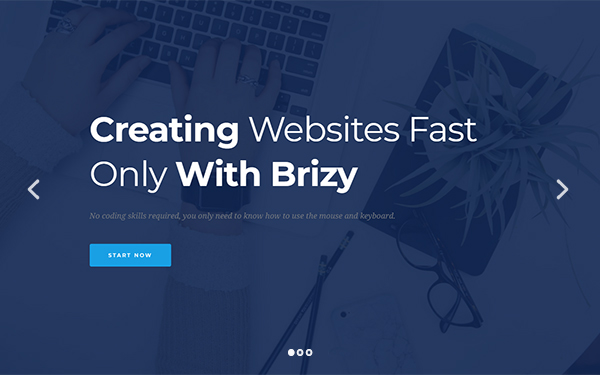 Creating Websites Fast
Only With Brizy
No coding skills required, you only need to know how to use the mouse and keyboard.
START NOW